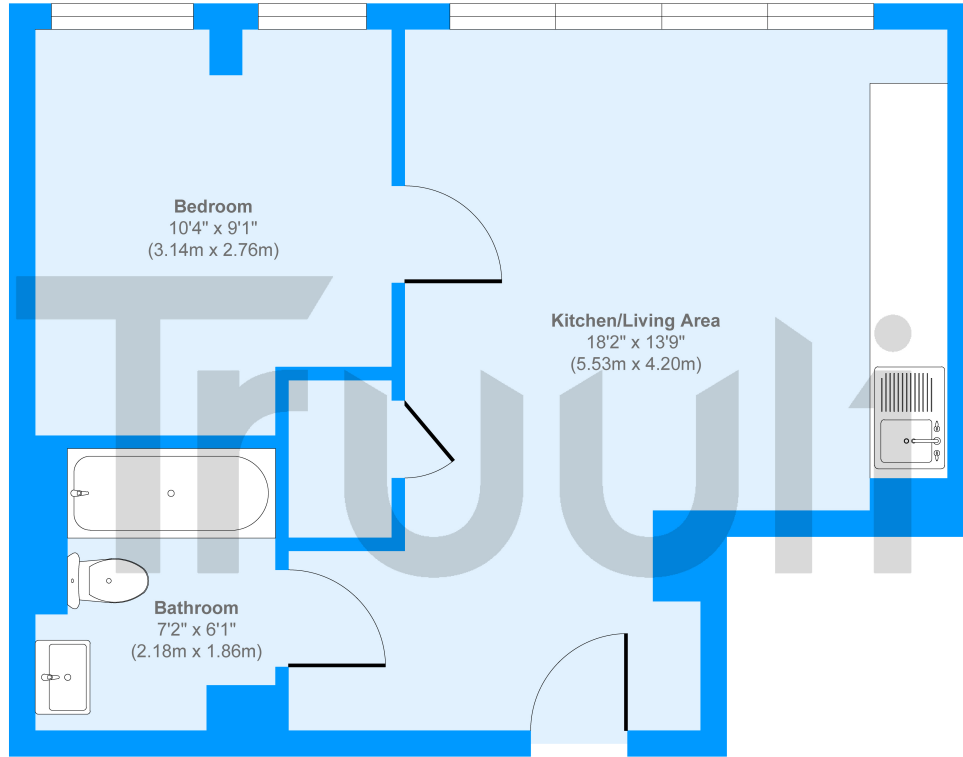 Bedroom
10'4" x 9'1"
(3.14m x 2.76m)
Kitchen/Living Area
18'2" x 13'9"
(5.53m x 4.20m)
Truuli
Bathroom
7'2" x 6'1"
(2.18m x 1.86m)